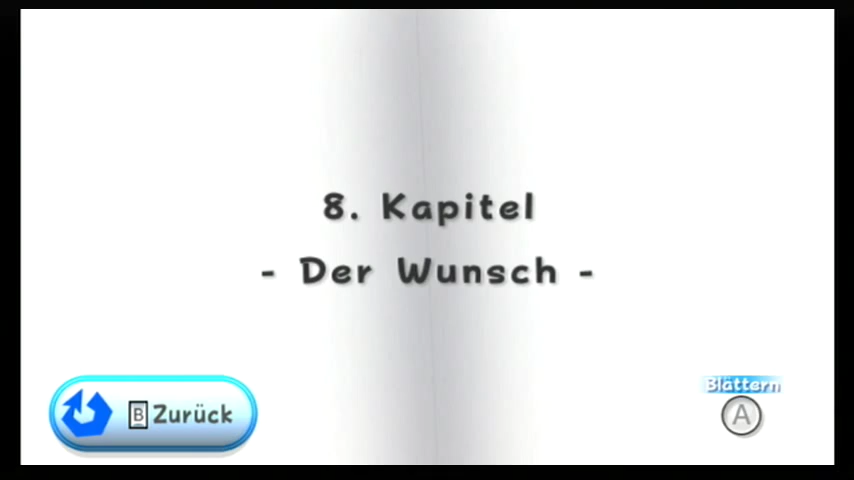 8. Kapitel
- Der Wunsch -
Blättern
A
B Zurück